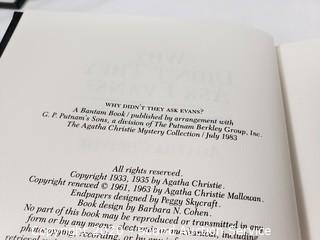 WHY DIDN'T THEY ASK EVANS?
A Bantam Book / published by arrangement with
G. P. Putnam's Sons, a division of The Putnam Berkley Group, Inc.
The Agatha Christie Mystery Collection / July 1983
All rights reserved.
Copyright 1933, 1935 by Agatha Christie.
Copyright renewed © 1961, 1963 by Agatha Christie Mallowan.
Endpapers designed by Peggy Skycraft.
Book design by Barbara N. Cohen.
No part of this book may be reproduced or transmitted in any
form or by any means, electronic